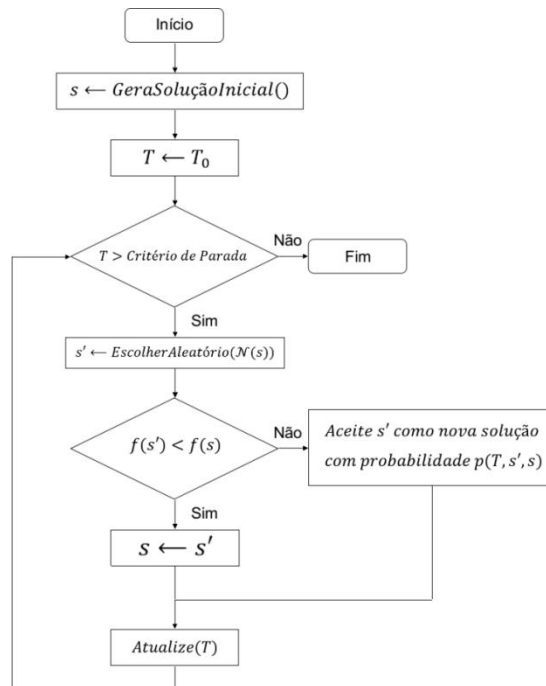 Início
s ← GeraSoluçãoInicial()
T ← T₀
T > Critério de Parada
Não
Fim
Sim
s′ ← EscolherAleatório(𝒩(s))
f(s′) < f(s)
Não
Aceite s′ como nova solução
com probabilidade p(T, s′, s)
Sim
s ← s′
Atualize(T)